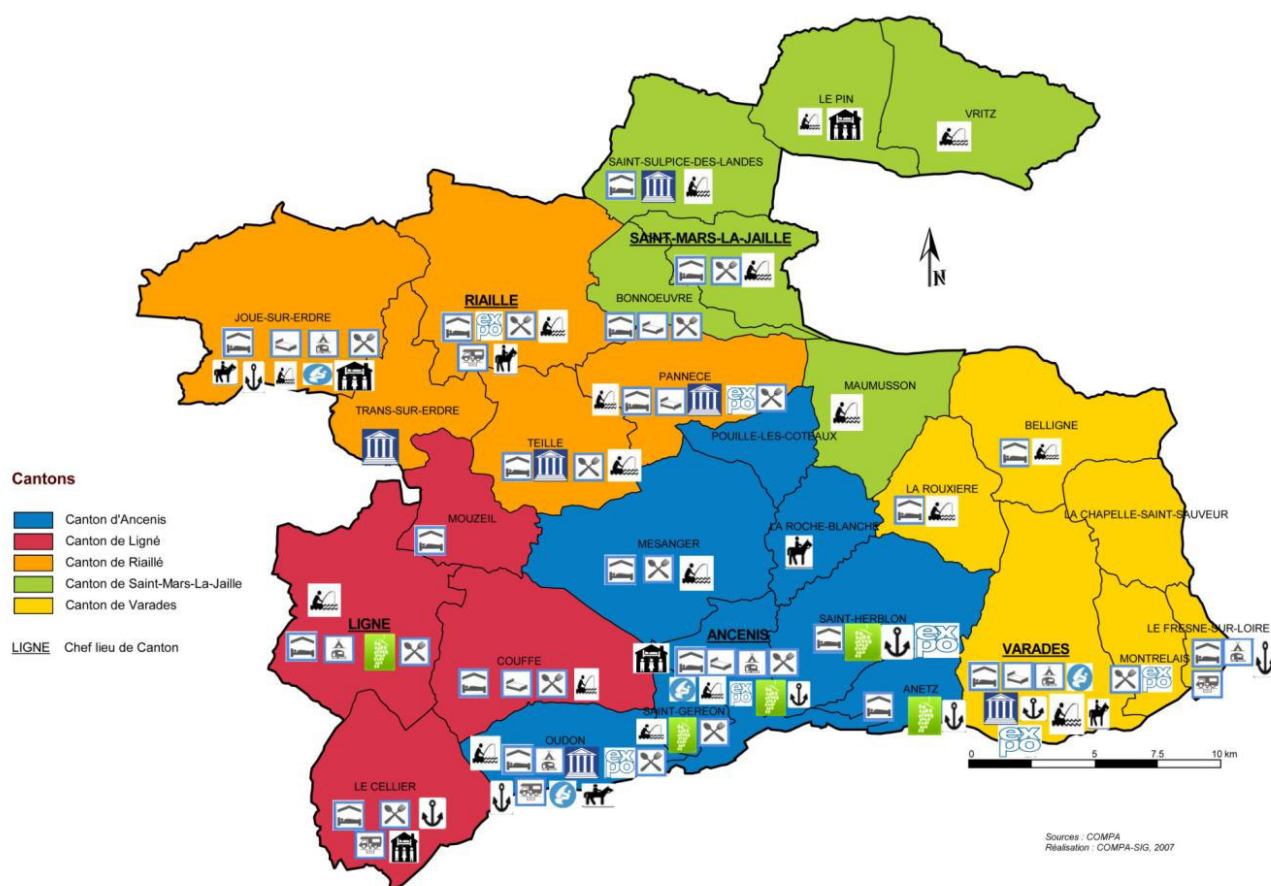 LE PIN
VRITZ
SAINT-SULPICE-DES-LANDES
SAINT-MARS-LA-JAILLE
N
RIAILLE
BONNOEUVRE
expo
JOUE-SUR-ERDRE
PANNECE
MAUMUSSON
expo
TRANS-SUR-ERDRE
BELLIGNE
POUILLE-LES-COTEAUX
TEILLE
Cantons
LA ROUXIERE
Canton d'Ancenis
LA CHAPELLE-SAINT-SAUVEUR
MOUZEIL
LA ROCHE-BLANCHE
Canton de Ligné
MESANGER
Canton de Riaillé
Canton de Saint-Mars-La-Jaille
Canton de Varades
LIGNE
SAINT-HERBLON
LE FRESNE-SUR-LOIRE
ANCENIS
expo
LIGNE Chef lieu de Canton
VARADES
COUFFE
MONTRELAIS
expo
expo
ANETZ
SAINT-GEREON
OUDON
expo
expo
0 5 7.5 10 km
LE CELLIER
Sources : COMPA
Réalisation : COMPA-SIG, 2007